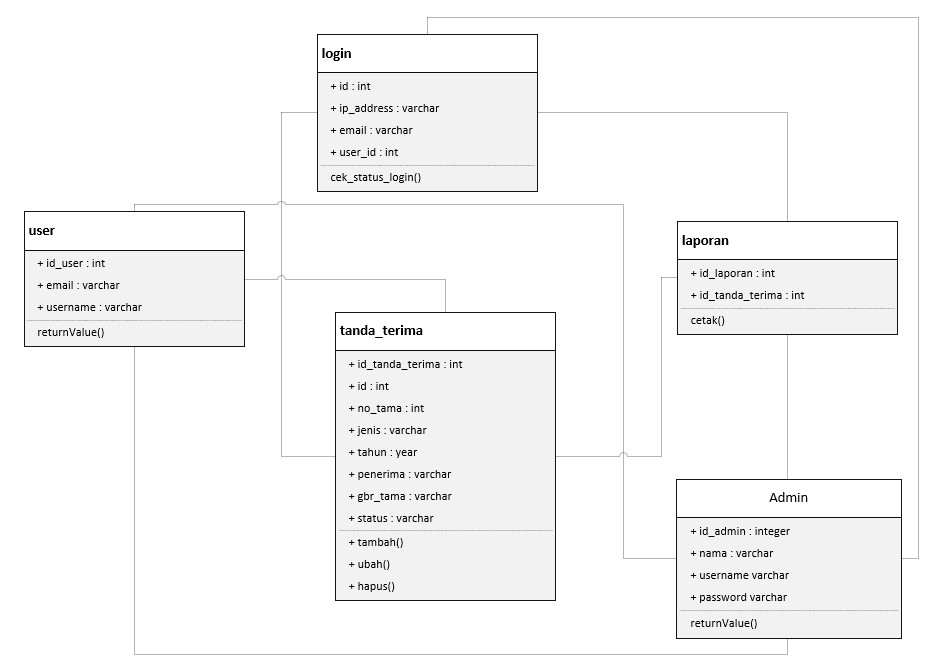 login
+ id : int
+ ip_address : varchar
+ email : varchar
+ user_id : int
cek_status_login()
user
+ id_user : int
+ email : varchar
+ username : varchar
returnValue()
laporan
+ id_laporan : int
+ id_tanda_terima : int
cetak()
tanda_terima
+ id_tanda_terima : int
+ id : int
+ no_tama : int
+ jenis : varchar
+ tahun : year
+ penerima : varchar
+ gbr_tama : varchar
+ status : varchar
+ tambah()
+ ubah()
+ hapus()
Admin
+ id_admin : integer
+ nama : varchar
+ username varchar
+ password varchar
returnValue()